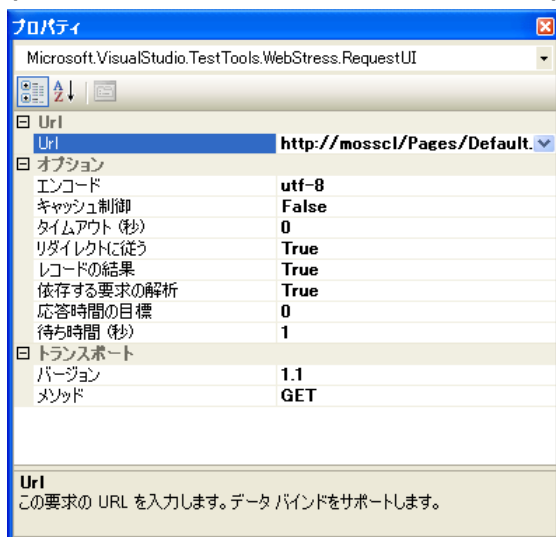 プロパティ
Microsoft.VisualStudio.TestTools.WebStress.RequestUI
Url
Url http://mosscl/Pages/Default.
オプション
エンコード utf-8
キャッシュ制御 False
タイムアウト (秒) 0
リダイレクトに従う True
レコードの結果 True
依存する要求の解析 True
応答時間の目標 0
待ち時間 (秒) 1
トランスポート
バージョン 1.1
メソッド GET
Url
この要求の URL を入力します。データ バインドをサポートします。